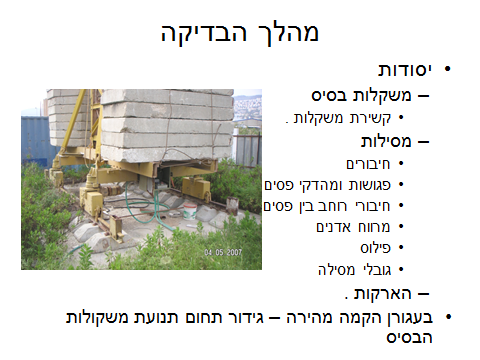 מהלך הבדיקה
• יסודות
– משקלות בסיס
• קשירת משקלות .
– מסילות
• חיבורים
• פגושות ומהדקי פסים
• חיבורי רוחב בין פסים
• מרווח אדנים
• פילוס
• גובלי מסילה
– הארקות .
• בעגורן הקמה מהירה – גידור תחום תנועת משקולות
הבסיס
04 05 2007